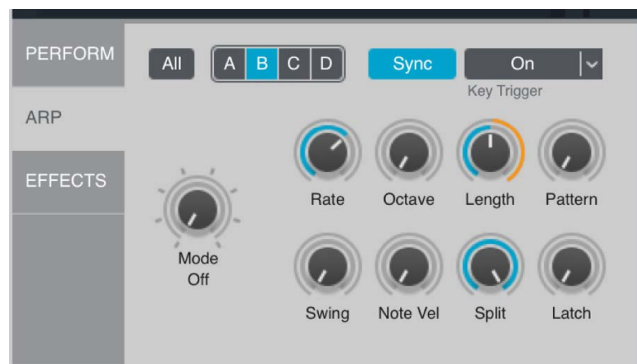 PERFORM
ARP
EFFECTS
All
A B C D
Sync
On
Key Trigger
Rate
Octave
Length
Pattern
Mode
Off
Swing
Note Vel
Split
Latch